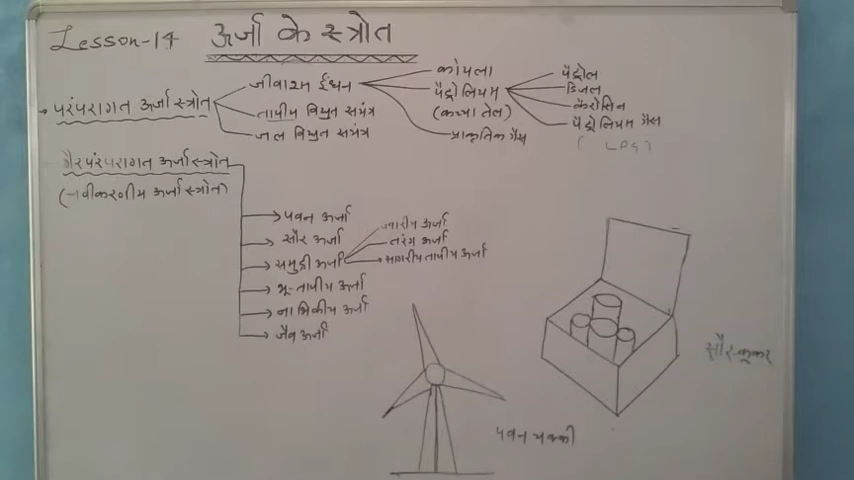 Lesson-14 ऊर्जा के स्त्रोत
परंपरागत ऊर्जा स्त्रोत
जीवाश्म ईंधन
तापीय विद्युत सयंत्र
जल विद्युत सयंत्र
कोयला
पैट्रोलियम
(कच्चा तेल)
प्राकृतिक गैस
पैट्रोल
डिजल
कैरोसिन
पैट्रोलियम गैस
( LPG )
गैरपरंपरागत ऊर्जा स्त्रोत
(नवीकरणीय ऊर्जा स्त्रोत)
पवन ऊर्जा
सौर ऊर्जा
समुद्री ऊर्जा
ज्वारीय ऊर्जा
तरंग ऊर्जा
सागरीय तापीय ऊर्जा
भू-तापीय ऊर्जा
नाभिकीय ऊर्जा
जैव ऊर्जा
पवन चक्की
सौर-कूकर